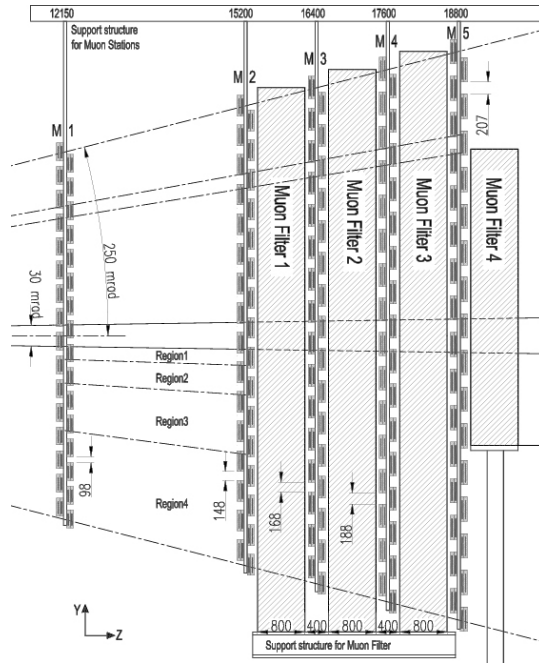 12150 15200 16400 17600 18800
Support structure
for Muon Stations
M 1
M 2
M 3
M 4
M 5
207
Muon Filter 1
Muon Filter 2
Muon Filter 3
Muon Filter 4
250 mrad
30 mrad
Region1
Region2
Region3
Region4
98
148
168
188
Y
Z
800 400 800 400 800
Support structure for Muon Filter